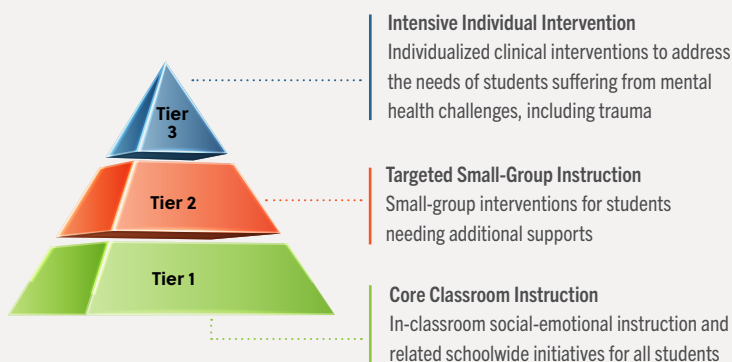 Intensive Individual Intervention
Individualized clinical interventions to address
the needs of students suffering from mental
health challenges, including trauma
Tier
3
Targeted Small-Group Instruction
Small-group interventions for students
needing additional supports
Tier 2
Core Classroom Instruction
In-classroom social-emotional instruction and
related schoolwide initiatives for all students
Tier 1